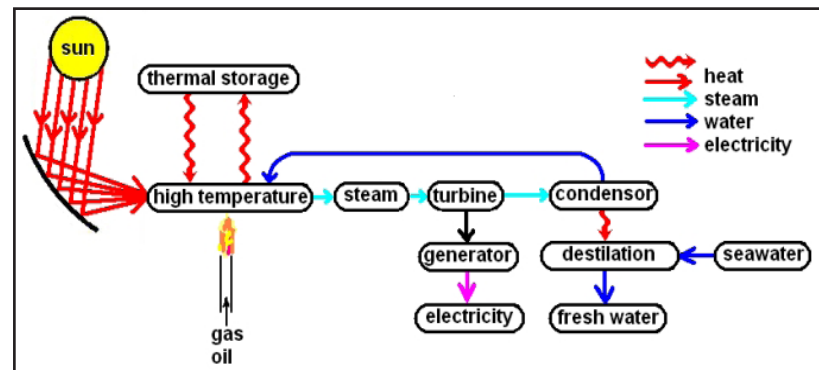 sun
thermal storage
heat
steam
water
electricity
high temperature
steam
turbine
condensor
generator
destilation
seawater
electricity
fresh water
gas
oil